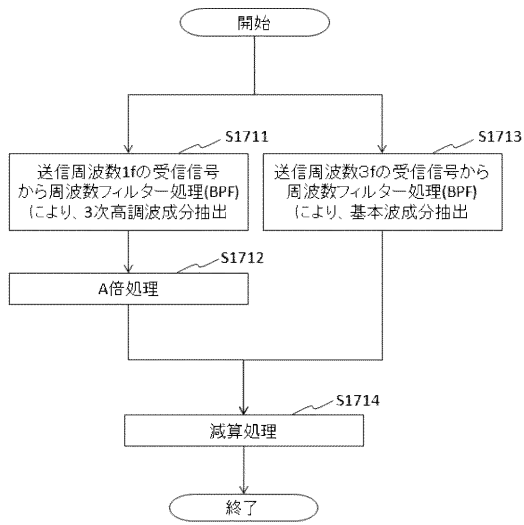 開始
S1711
送信周波数1fの受信信号
から周波数フィルター処理(BPF)
により、3次高調波成分抽出
S1713
送信周波数3fの受信信号から
周波数フィルター処理(BPF)
により、基本波成分抽出
S1712
A倍処理
S1714
減算処理
終了